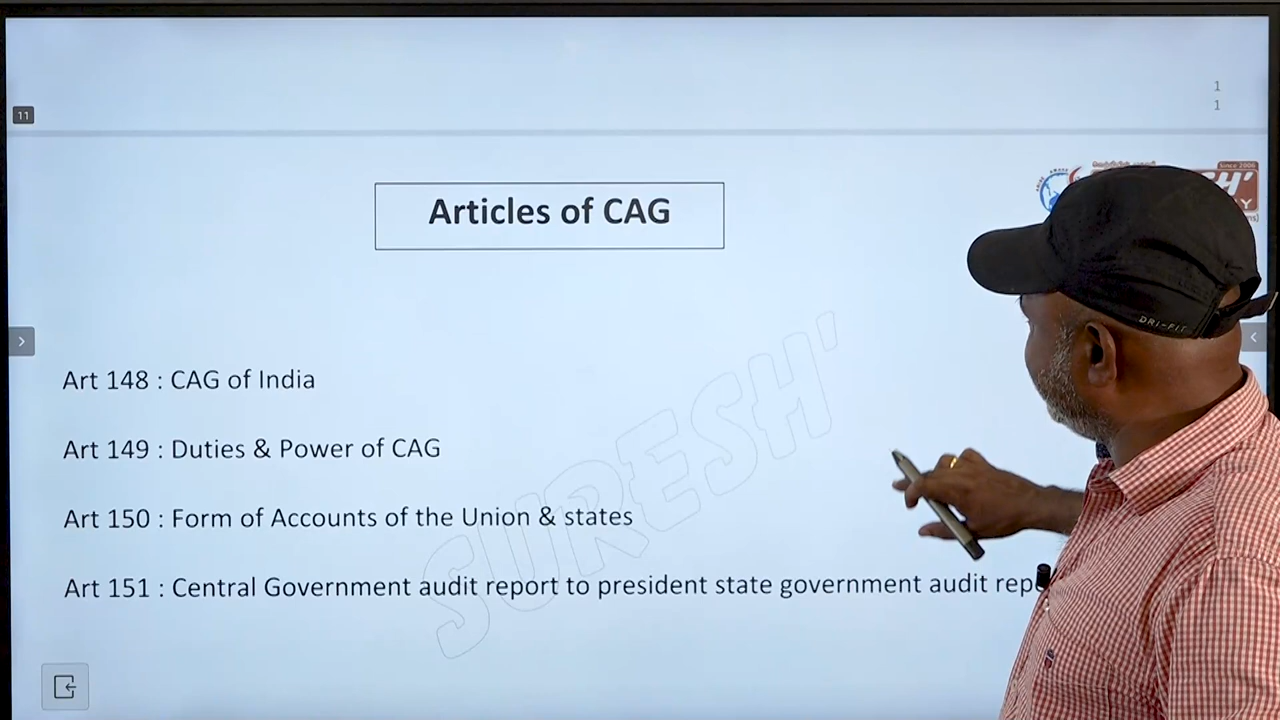 1
1
11
Since 2006
Articles of CAG
DRI-FIT
Art 148 : CAG of India
Art 149 : Duties & Power of CAG
Art 150 : Form of Accounts of the Union & states
Art 151 : Central Government audit report to president state government audit
SURESH'